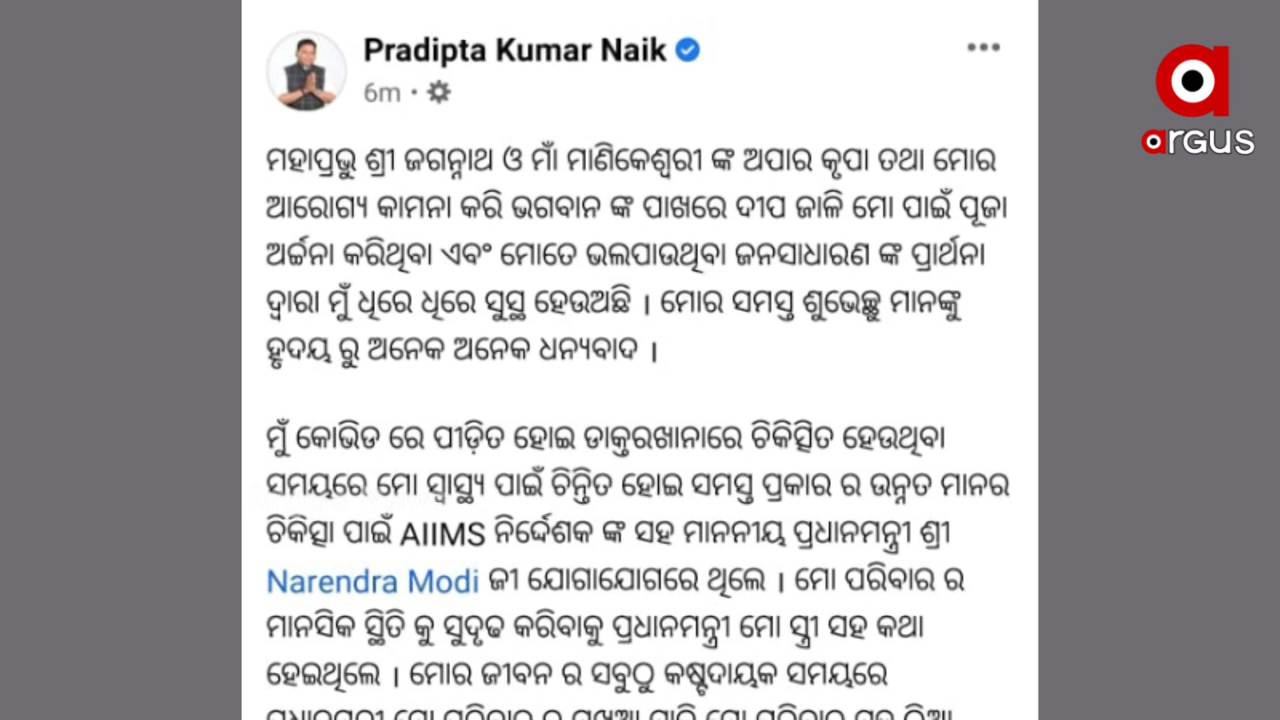 Pradipta Kumar Naik
6m
argus
ମହାପ୍ରଭୁ ଶ୍ରୀ ଜଗନ୍ନାଥ ଓ ମାଁ ମାଣିକେଶ୍ୱରୀ ଙ୍କ ଅପାର କୃପା ତଥା ମୋର
ଆରୋଗ୍ୟ କାମନା କରି ଭଗବାନ ଙ୍କ ପାଖରେ ଦୀପ ଜାଳି ମୋ ପାଇଁ ପୂଜା
ଅର୍ଚ୍ଚନା କରିଥିବା ଏବଂ ମୋତେ ଭଲପାଉଥିବା ଜନସାଧାରଣ ଙ୍କ ପ୍ରାର୍ଥନା
ଦ୍ୱାରା ମୁଁ ଧିରେ ଧିରେ ସୁସ୍ଥ ହେଉଅଛି । ମୋର ସମସ୍ତ ଶୁଭେଚ୍ଛୁ ମାନଙ୍କୁ
ହୃଦୟ ରୁ ଅନେକ ଅନେକ ଧନ୍ୟବାଦ ।
ମୁଁ କୋଭିଡ ରେ ପୀଡ଼ିତ ହୋଇ ଡାକ୍ତରଖାନାରେ ଚିକିତ୍ସିତ ହେଉଥିବା
ସମୟରେ ମୋ ସ୍ୱାସ୍ଥ୍ୟ ପାଇଁ ଚିନ୍ତିତ ହୋଇ ସମସ୍ତ ପ୍ରକାର ର ଉନ୍ନତ ମାନର
ଚିକିତ୍ସା ପାଇଁ AIIMS ନିର୍ଦ୍ଦେଶକ ଙ୍କ ସହ ମାନନୀୟ ପ୍ରଧାନମନ୍ତ୍ରୀ ଶ୍ରୀ
Narendra Modi ଜୀ ଯୋଗାଯୋଗରେ ଥିଲେ । ମୋ ପରିବାର ର
ମାନସିକ ସ୍ଥିତି କୁ ସୁଦୃଢ କରିବାକୁ ପ୍ରଧାନମନ୍ତ୍ରୀ ମୋ ସ୍ତ୍ରୀ ସହ କଥା
ହେଇଥିଲେ । ମୋର ଜୀବନ ର ସବୁଠୁ କଷ୍ଟଦାୟକ ସମୟରେ